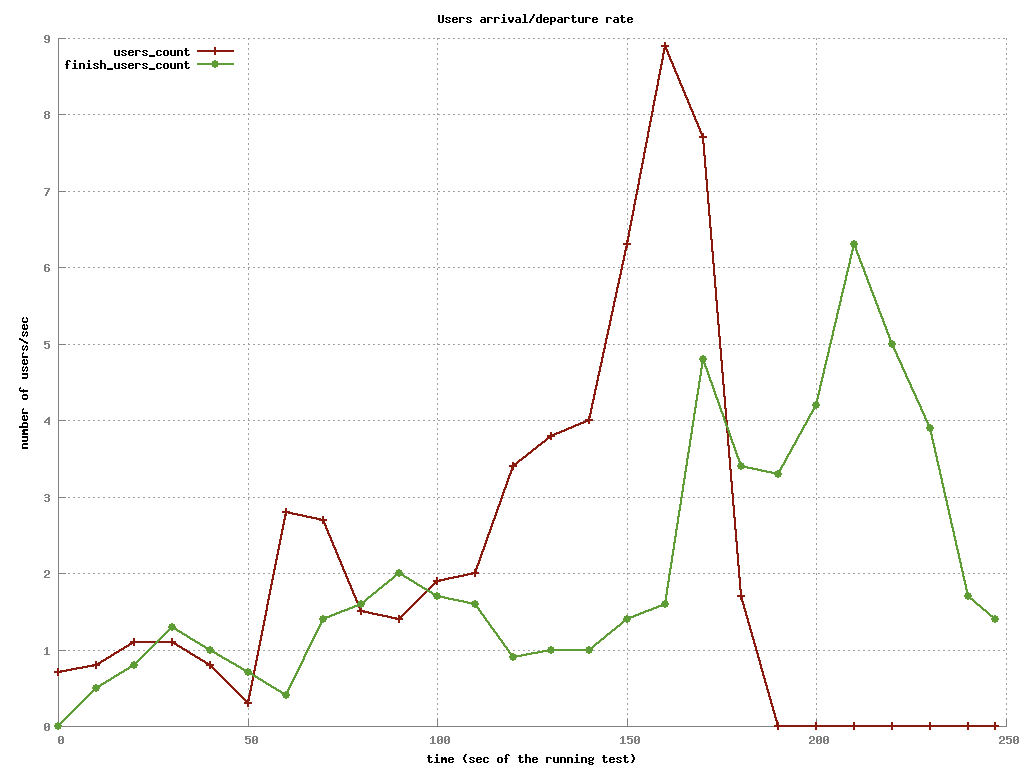 Users arrival/departure rate
users_count
finish_users_count
9
8
7
6
5
4
3
2
1
0
number of users/sec
0 50 100 150 200 250
time (sec of the running test)